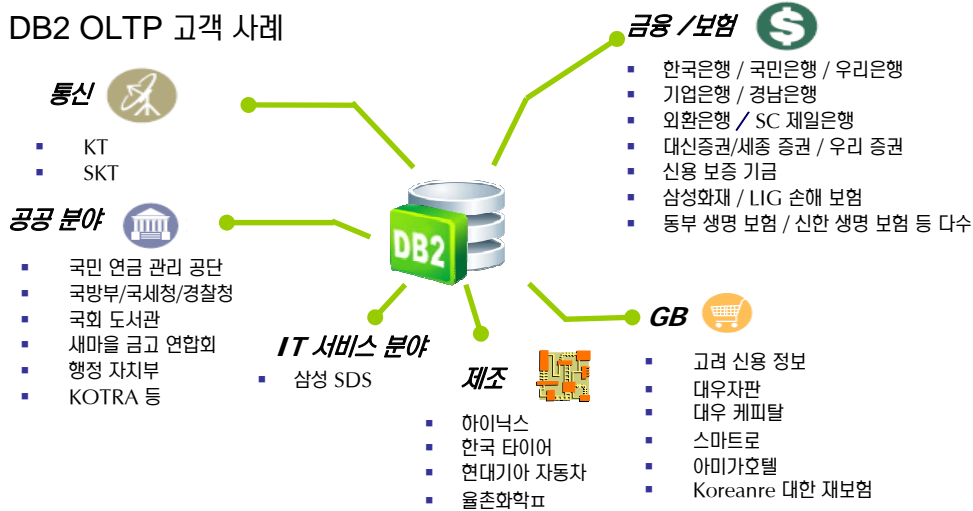 DB2 OLTP 고객 사례
통신
▪ KT
▪ SKT
공공 분야
▪ 국민 연금 관리 공단
▪ 국방부/국세청/경찰청
▪ 국회 도서관
▪ 새마을 금고 연합회
▪ 행정 자치부
▪ KOTRA 등
DB2
IT 서비스 분야
▪ 삼성 SDS
제조
▪ 하이닉스
▪ 한국 타이어
▪ 현대기아 자동차
▪ 율촌화학ㅍ
금융 /보험
$
▪ 한국은행 / 국민은행 / 우리은행
▪ 기업은행 / 경남은행
▪ 외환은행 / SC 제일은행
▪ 대신증권/세종 증권 / 우리 증권
▪ 신용 보증 기금
▪ 삼성화재 / LIG 손해 보험
▪ 동부 생명 보험 / 신한 생명 보험 등 다수
GB
▪ 고려 신용 정보
▪ 대우자판
▪ 대우 케피탈
▪ 스마트로
▪ 아미가호텔
▪ Koreanre 대한 재보험